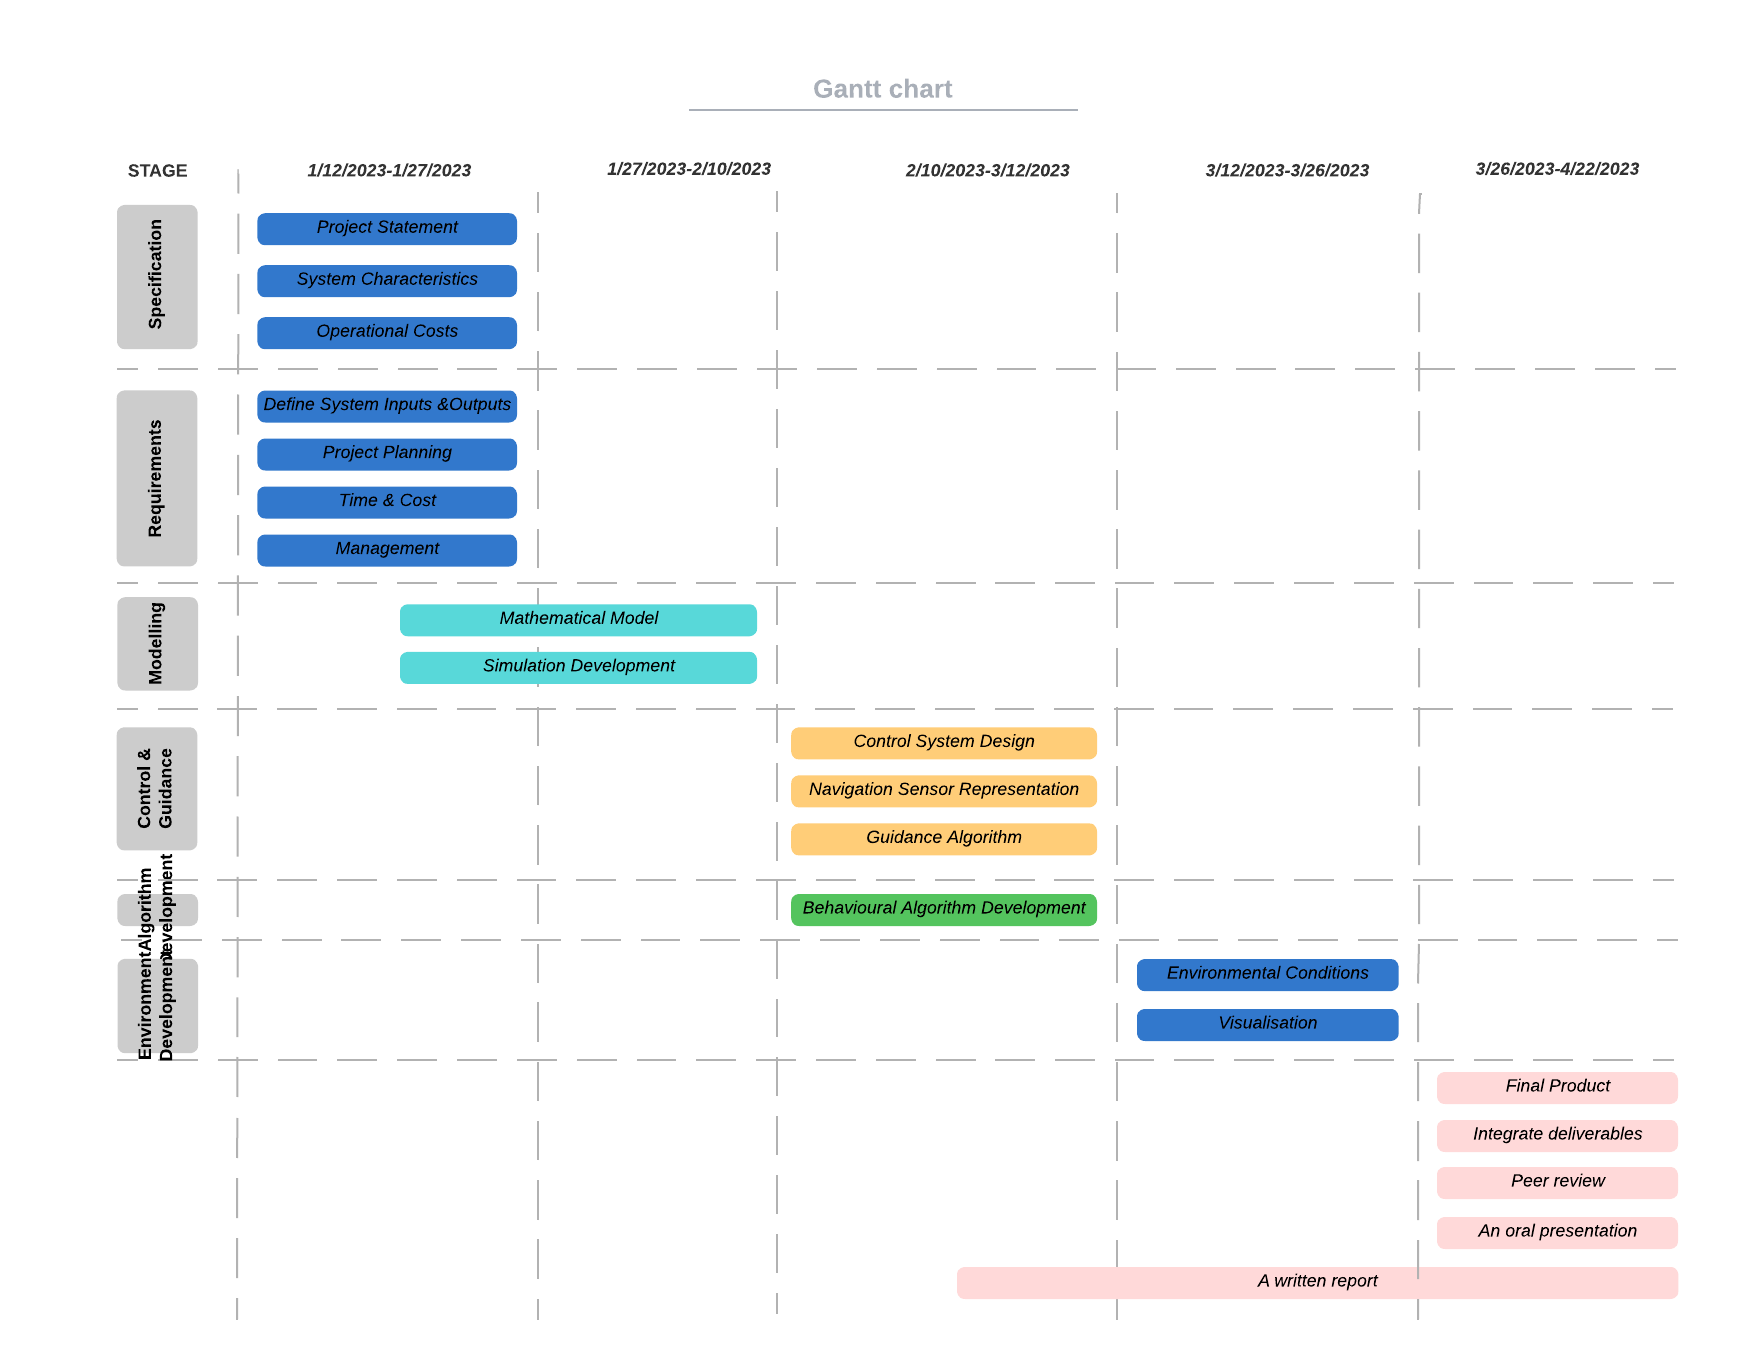 Gantt chart
STAGE
1/12/2023-1/27/2023
1/27/2023-2/10/2023
2/10/2023-3/12/2023
3/12/2023-3/26/2023
3/26/2023-4/22/2023
Specification
Project Statement
System Characteristics
Operational Costs
Requirements
Define System Inputs &Outputs
Project Planning
Time & Cost
Management
Modelling
Mathematical Model
Simulation Development
Control &
Guidance
Control System Design
Navigation Sensor Representation
Guidance Algorithm
Algorithm
Development
Behavioural Algorithm Development
Environment
Development
Environmental Conditions
Visualisation
Final Product
Integrate deliverables
Peer review
An oral presentation
A written report